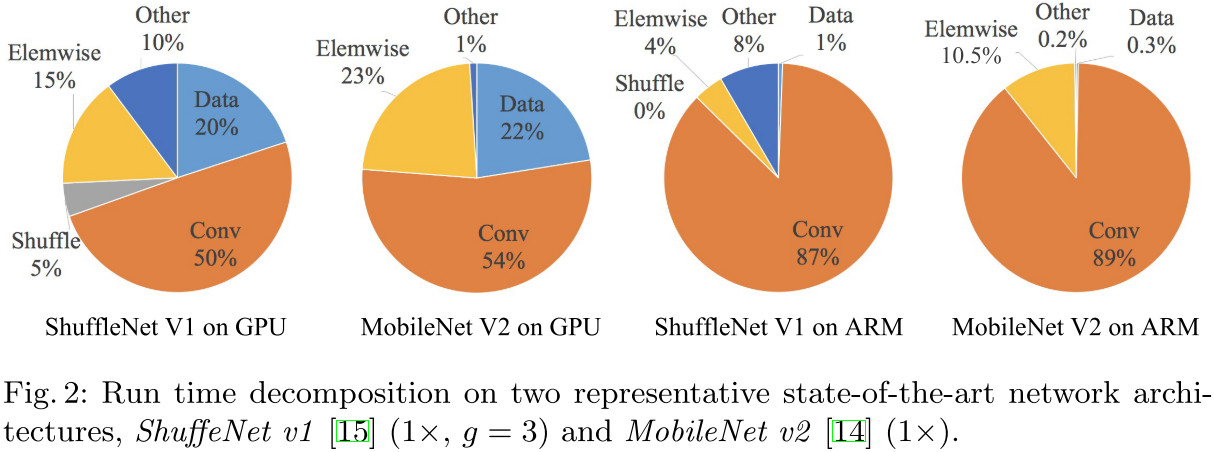 Other
10%
Elemwise
15%
Data
20%
Conv
50%
Shuffle
5%
ShuffleNet V1 on GPU
Other
1%
Elemwise
23%
Data
22%
Conv
54%
MobileNet V2 on GPU
Elemwise
4%
Other
8%
Data
1%
Shuffle
0%
Conv
87%
ShuffleNet V1 on ARM
Other
0.2%
Data
0.3%
Elemwise
10.5%
Conv
89%
MobileNet V2 on ARM
Fig. 2: Run time decomposition on two representative state-of-the-art network archi-
tectures, ShuffeNet v1 [15] (1×, g = 3) and MobileNet v2 [14] (1×).